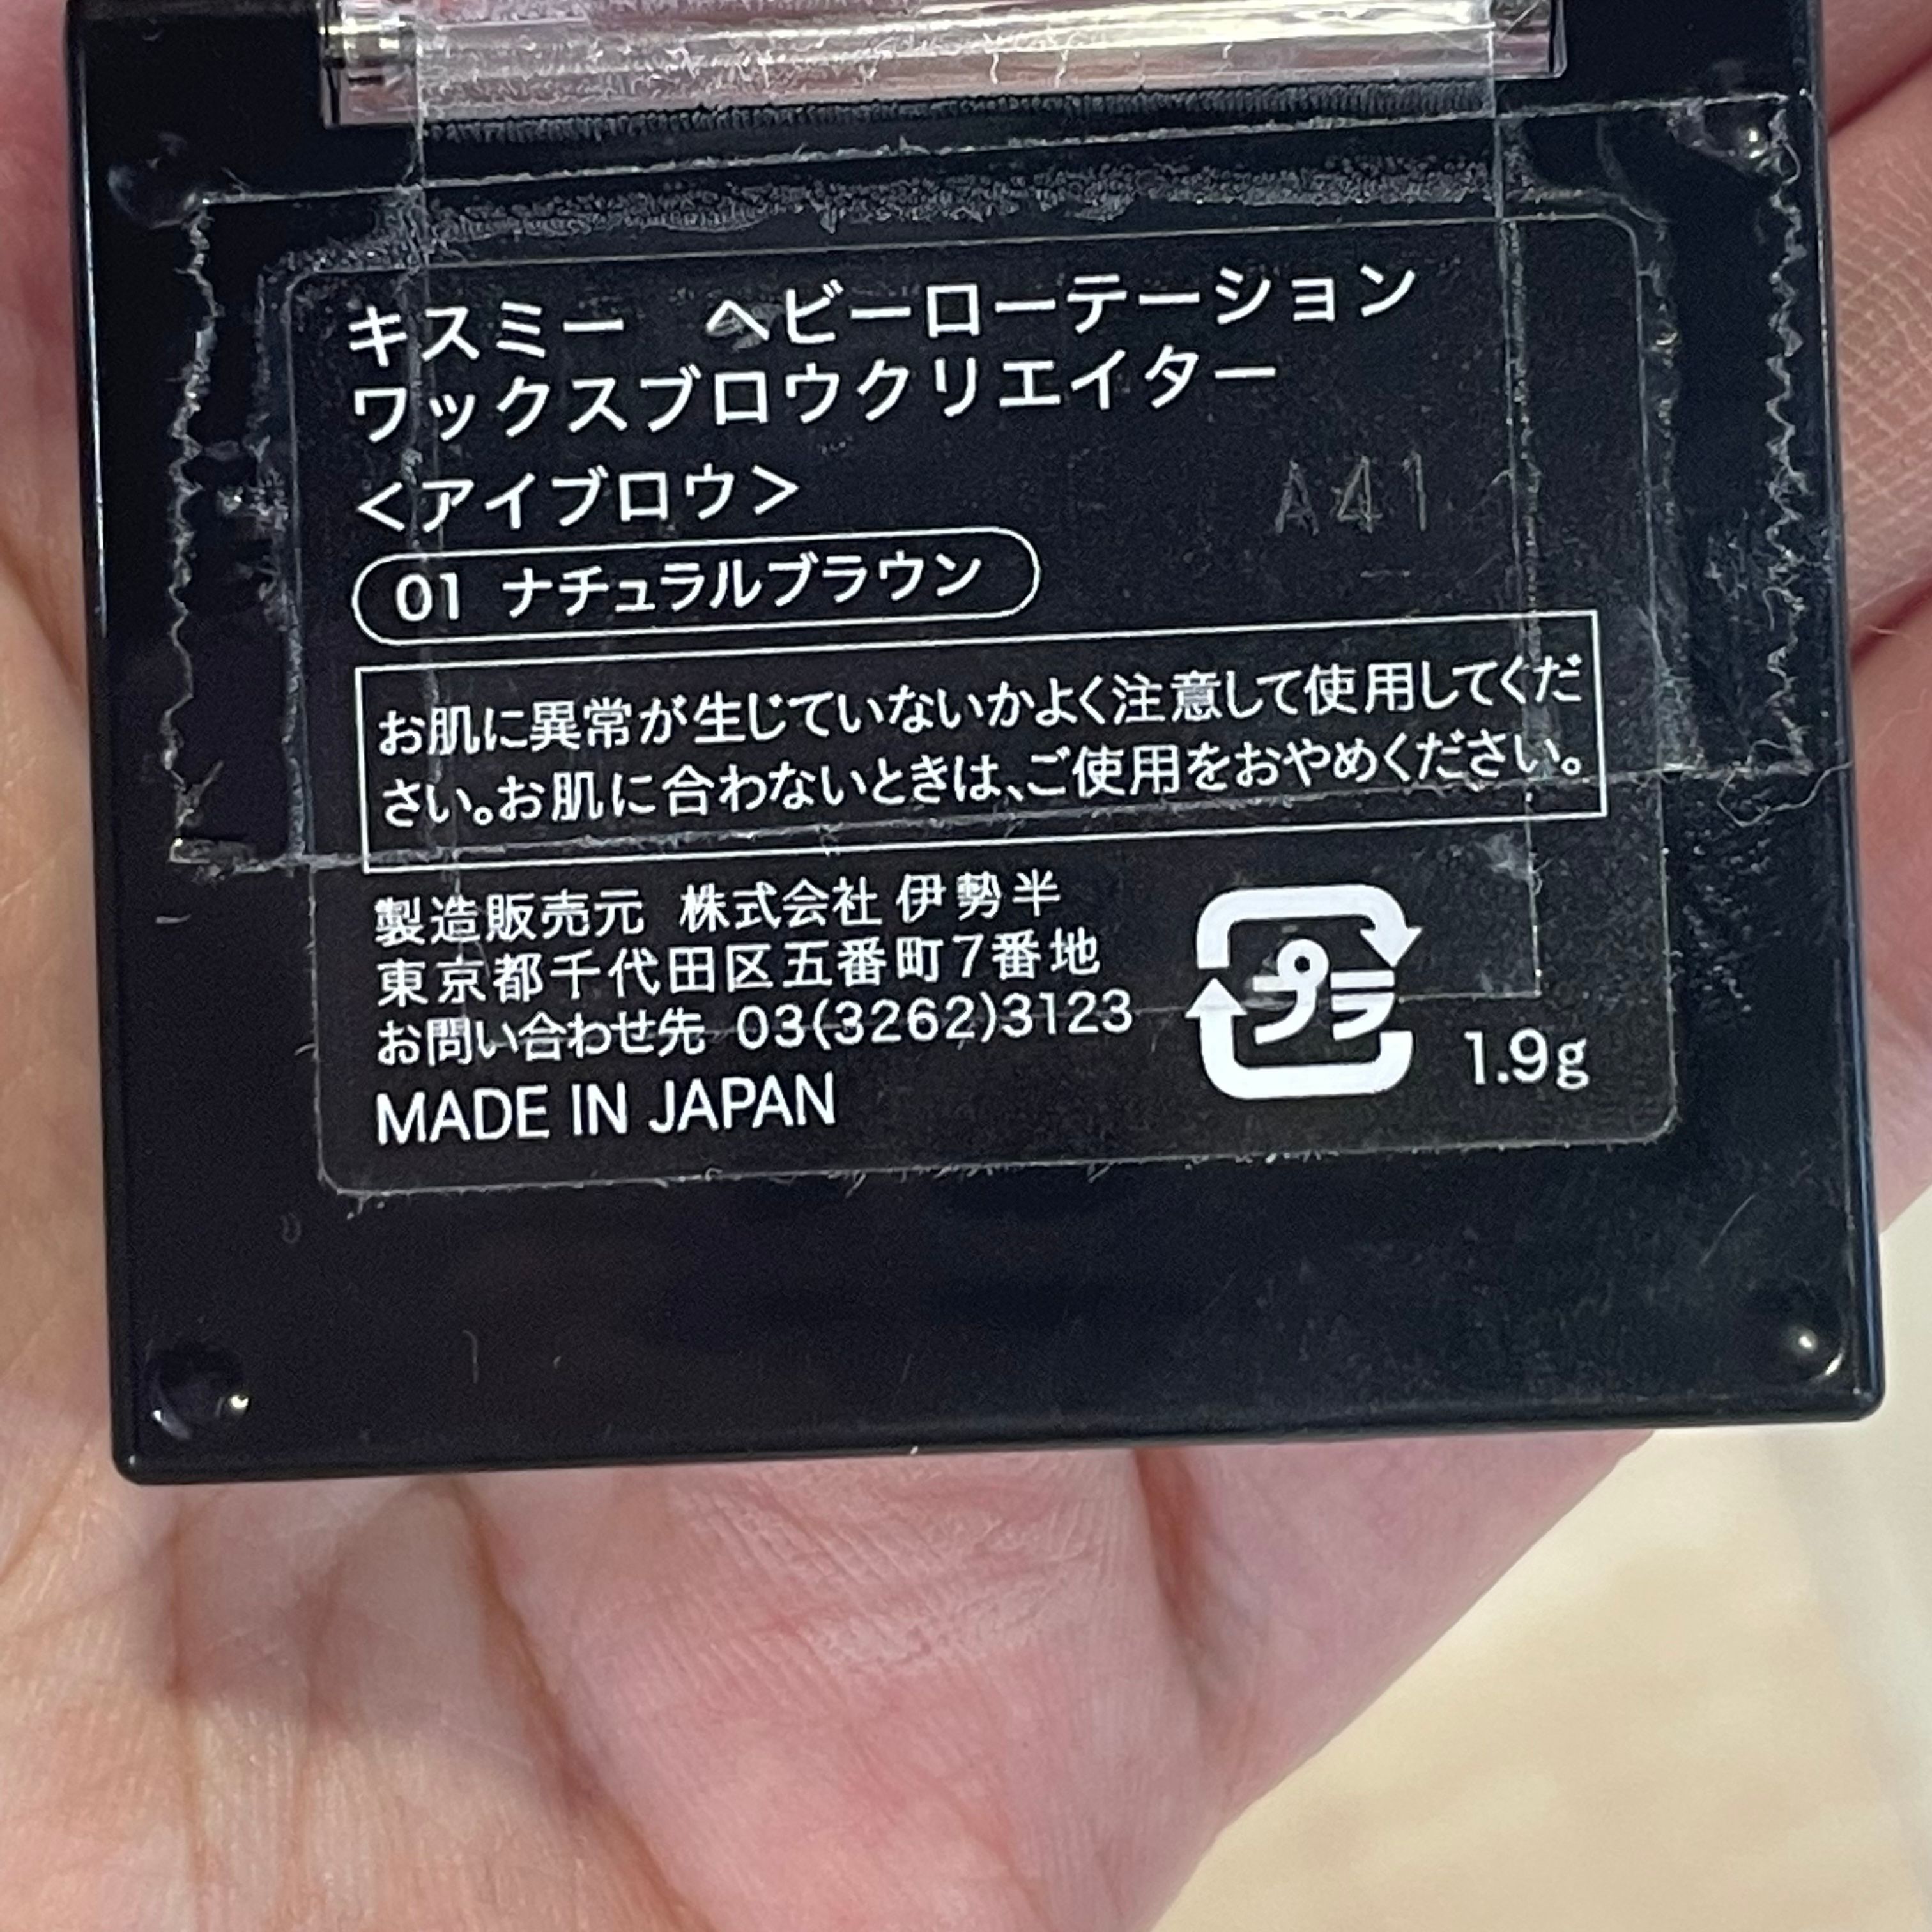 キスミー　ヘビーローテーション
ワックスブロウクリエイター
<アイブロウ>
A41
01 ナチュラルブラウン
お肌に異常が生じていないかよく注意して使用してくだ
さい。お肌に合わないときは、ご使用をおやめください。
製造販売元 株式会社 伊勢半
東京都千代田区五番町7番地
お問い合わせ先 03(3262)3123
MADE IN JAPAN
プラ
1.9g